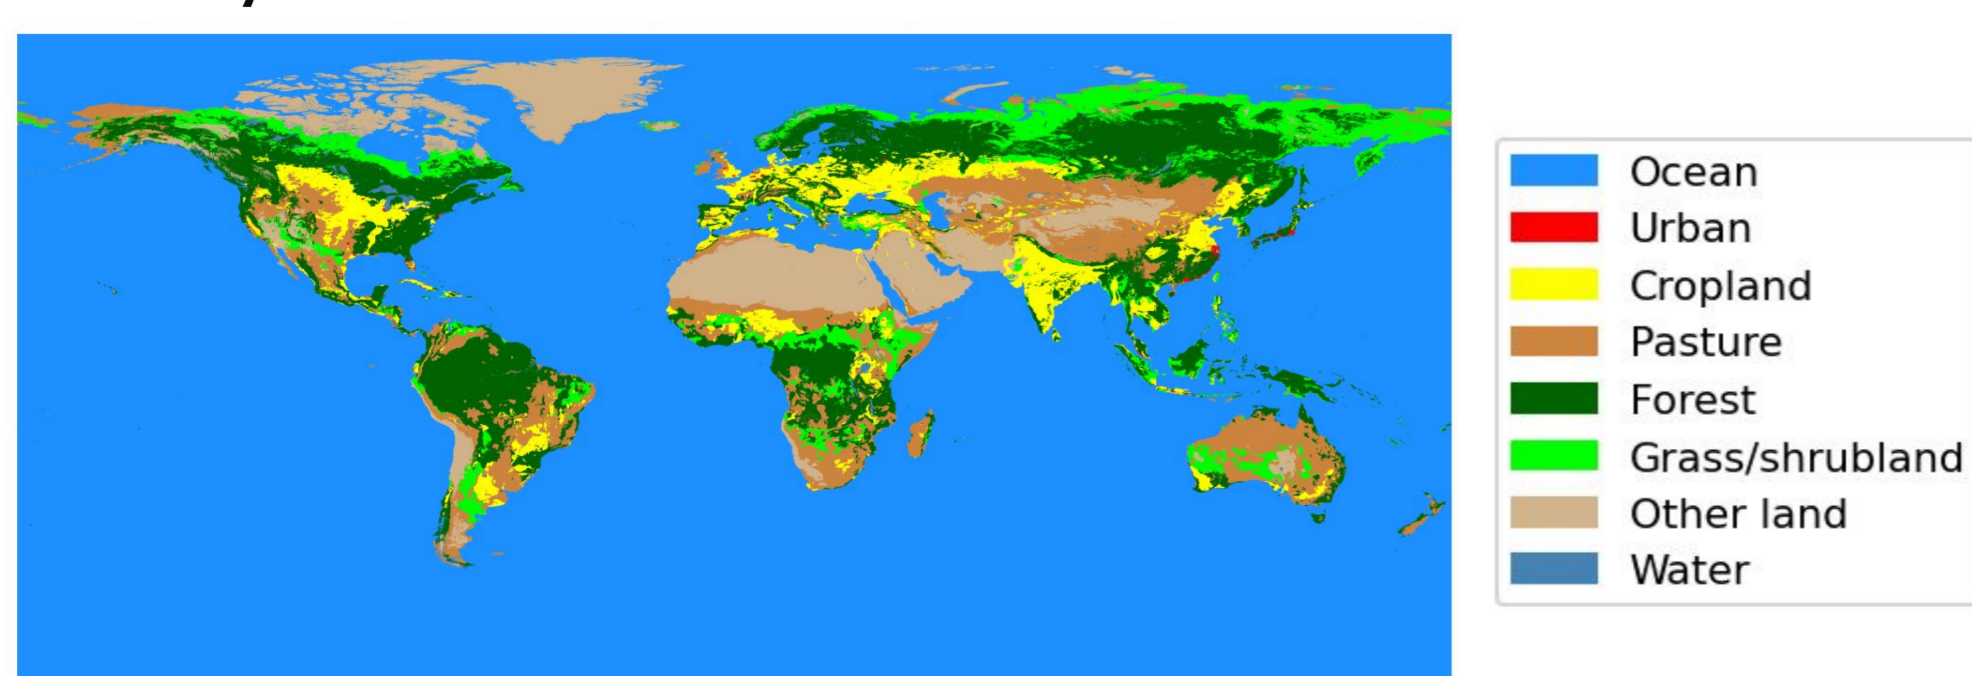 Ocean
Urban
Cropland
Pasture
Forest
Grass/shrubland
Other land
Water